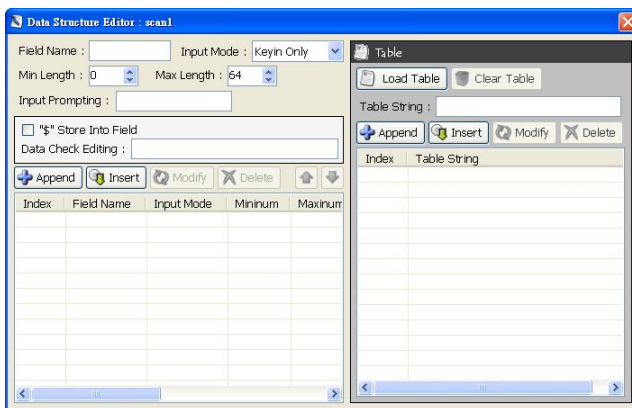 Data Structure Editor : scan1
Field Name : Input Mode : Keyin Only
Min Length : 0 Max Length : 64
Input Prompting :
"$" Store Into Field
Data Check Editing :
Append Insert Modify Delete
Index Field Name Input Mode Mininum Maxinum
Table
Load Table Clear Table
Table String :
Append Insert Modify Delete
Index Table String